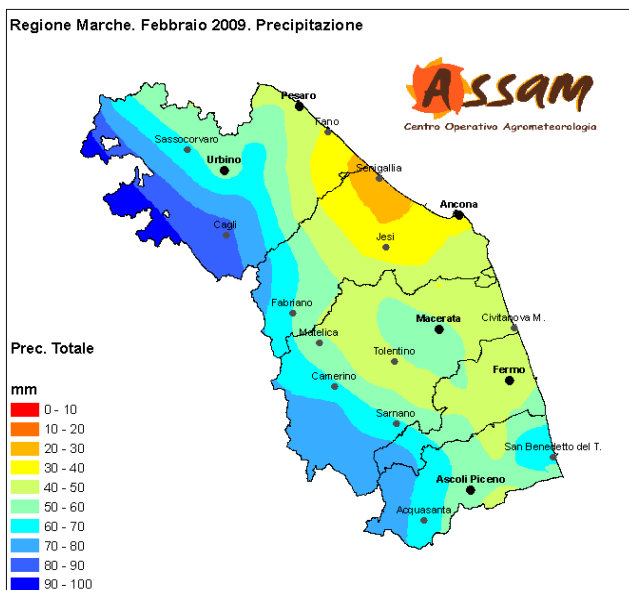 Regione Marche. Febbraio 2009. Precipitazione
ASSAM
Centro Operativo Agrometeorologia
Pesaro
Fano
Sassocorvaro
Urbino
Senigallia
Ancona
Cagli
Jesi
Fabriano
Macerata
Civitanova M.
Matelica
Tolentino
Fermo
Camerino
Sarnano
San Benedetto del T.
Ascoli Piceno
Acquasanta
Prec. Totale
mm
0 - 10
10 - 20
20 - 30
30 - 40
40 - 50
50 - 60
60 - 70
70 - 80
80 - 90
90 - 100